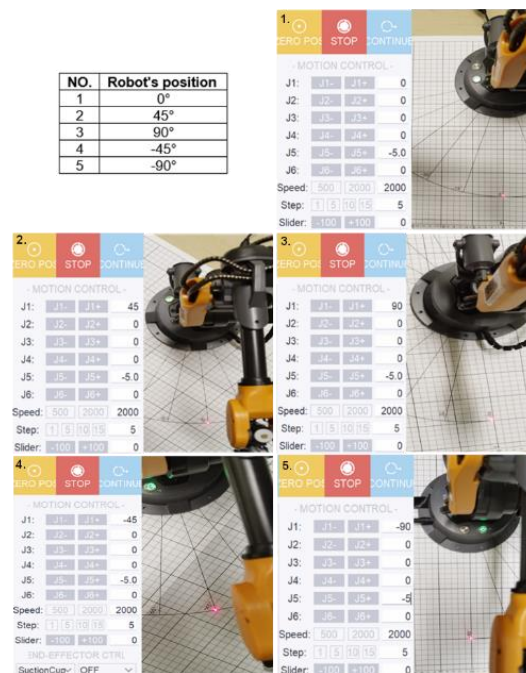 NO. Robot's position
1 0°
2 45°
3 90°
4 -45°
5 -90°
1.
ZERO POS STOP CONTINUE
- MOTION CONTROL -
J1: J1- J1+ 0
J2: J2- J2+ 0
J3: J3- J3+ 0
J4: J4- J4+ 0
J5: J5- J5+ -5.0
J6: J6- J6+ 0
Speed: 500 2000 2000
Step: 1 5 10 15 5
Slider: -100 +100 0
2.
ZERO POS STOP CONTINUE
- MOTION CONTROL -
J1: J1- J1+ 45
J2: J2- J2+ 0
J3: J3- J3+ 0
J4: J4- J4+ 0
J5: J5- J5+ -5.0
J6: J6- J6+ 0
Speed: 500 2000 2000
Step: 1 5 10 15 5
Slider: -100 +100 0
3.
ERO POS STOP CONTINUE
- MOTION CONTROL -
J1: J1- J1+ 90
J2: J2- J2+ 0
J3: J3- J3+ 0
J4: J4- J4+ 0
J5: J5- J5+ -5.0
J6: J6- J6+ 0
Speed: 500 2000 2000
Step: 1 5 10 15 5
Slider: -100 +100 0
4.
ZERO POS STOP CONTINUE
- MOTION CONTROL -
J1: J1- J1+ -45
J2: J2- J2+ 0
J3: J3- J3+ 0
J4: J4- J4+ 0
J5: J5- J5+ -5.0
J6: J6- J6+ 0
Speed: 500 2000 2000
Step: 1 5 10 15 5
Slider: -100 +100 0
END-EFFECTOR CTRL
SuctionCup OFF
5.
ERO POS STOP CONTINUE
- MOTION CONTROL -
J1: J1- J1+ -90
J2: J2- J2+ 0
J3: J3- J3+ 0
J4: J4- J4+ 0
J5: J5- J5+ -5
J6: J6- J6+ 0
Speed: 500 2000 2000
Step: 1 5 10 15 5
Slider: -100 +100 0